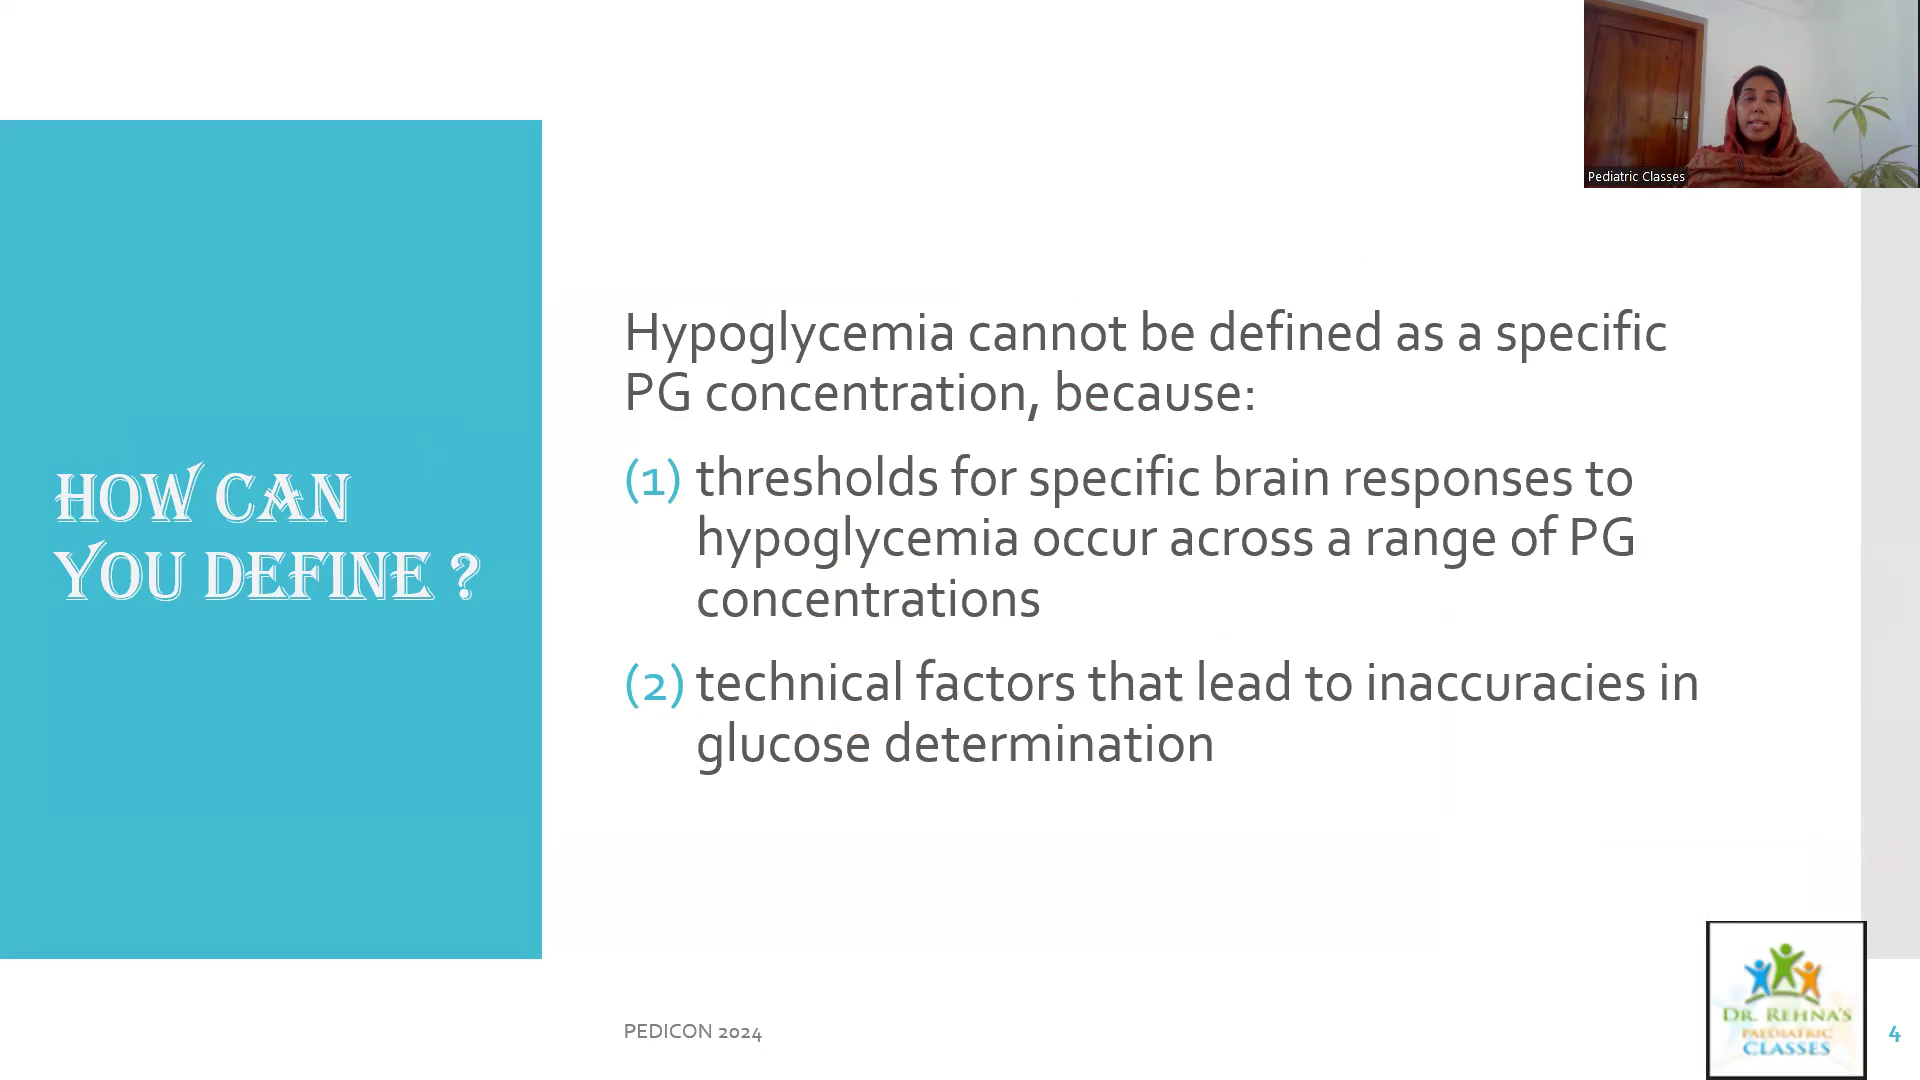 Pediatric Classes
HOW CAN
YOU DEFINE ?
Hypoglycemia cannot be defined as a specific
PG concentration, because:
(1) thresholds for specific brain responses to
hypoglycemia occur across a range of PG
concentrations
(2) technical factors that lead to inaccuracies in
glucose determination
PEDICON 2024
DR. REHNA'S
PAEDIATRIC
CLASSES
4